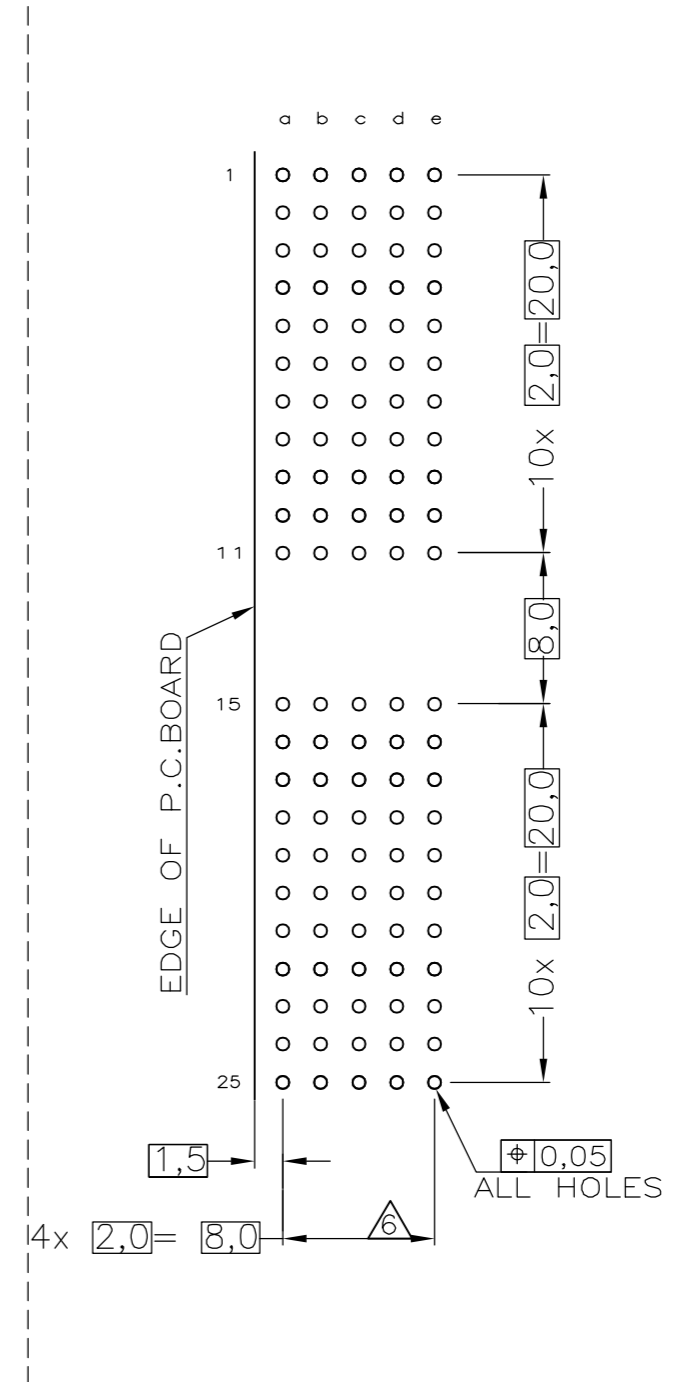 a b c d e
1
10x 2,0=20,0
11
8,0
EDGE OF P.C.BOARD
15
10x 2,0=20,0
25
1,5
⌖ 0,05
ALL HOLES
4x 2,0= 8,0
6